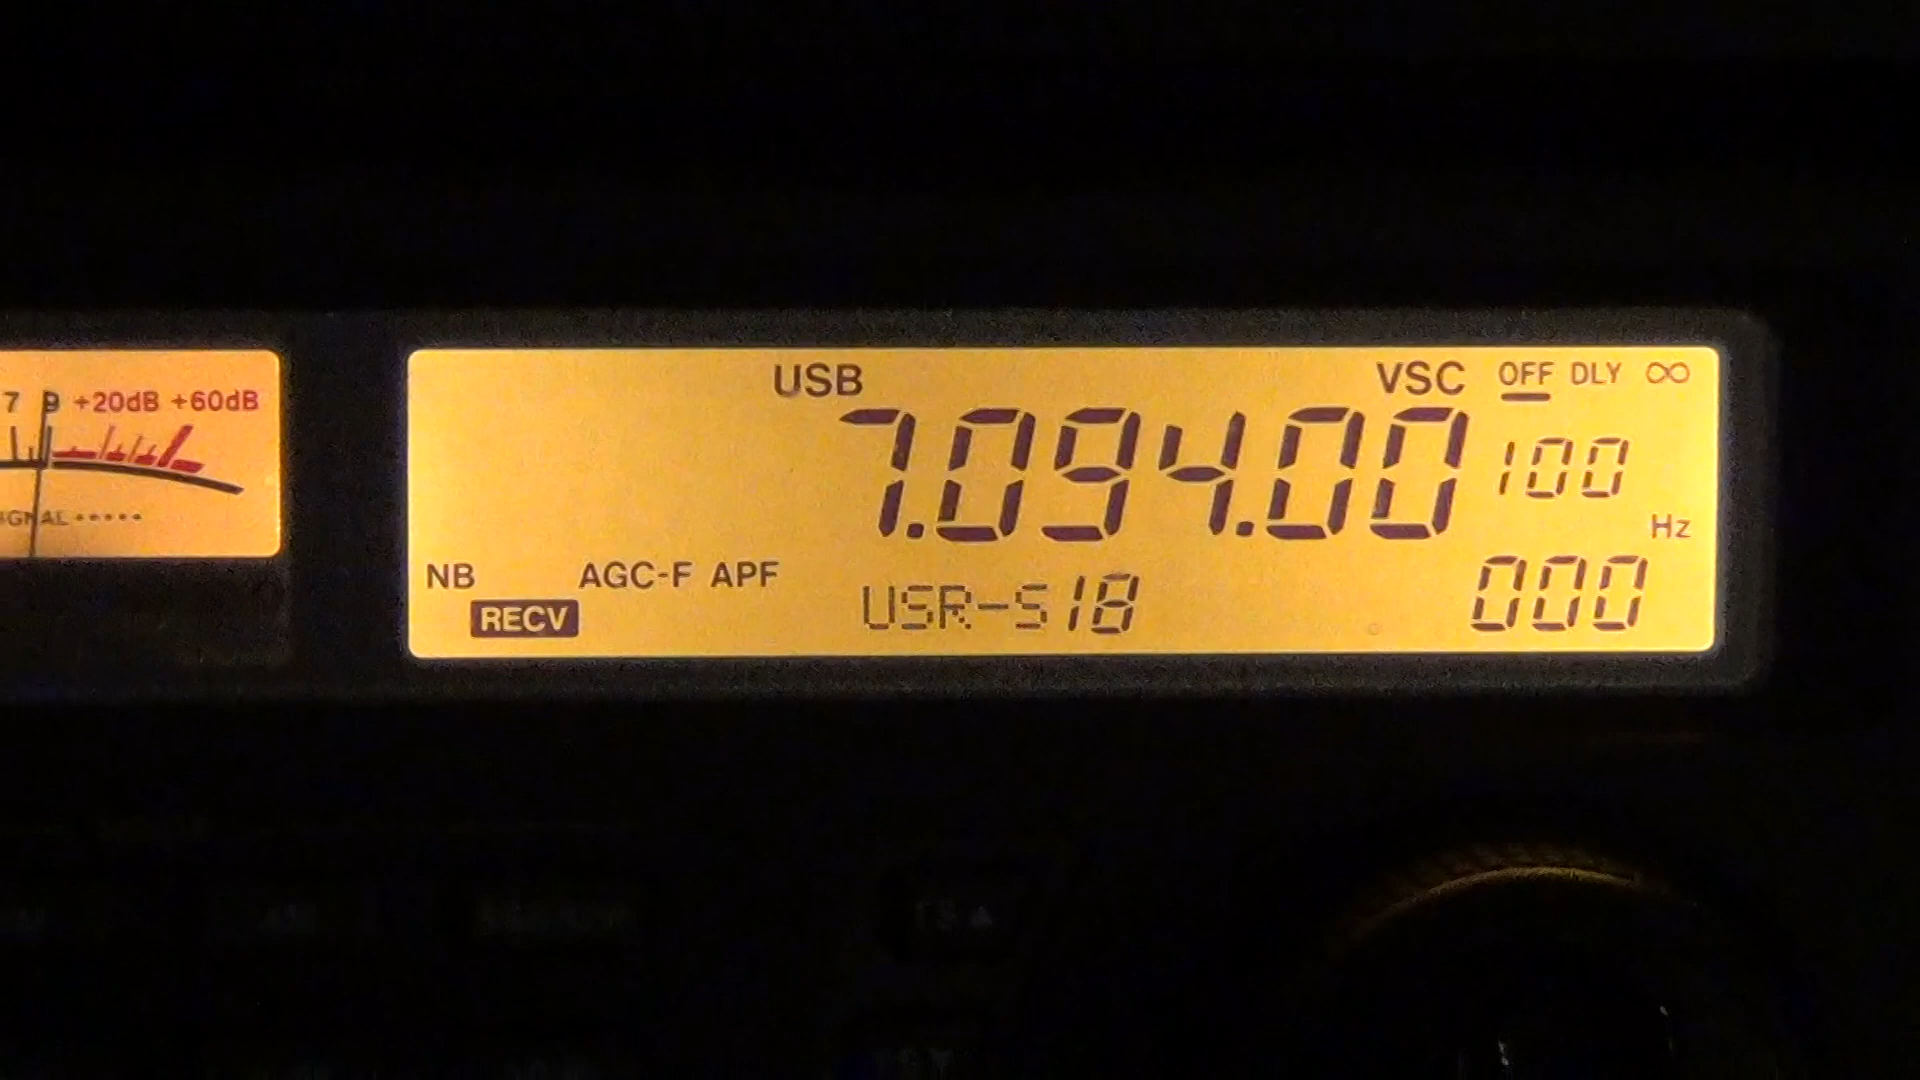 7 9 +20dB +60dB
USB VSC OFF DLY ∞
7.094.00 100
Hz
NB AGC-F APF
RECV USR-S18 000